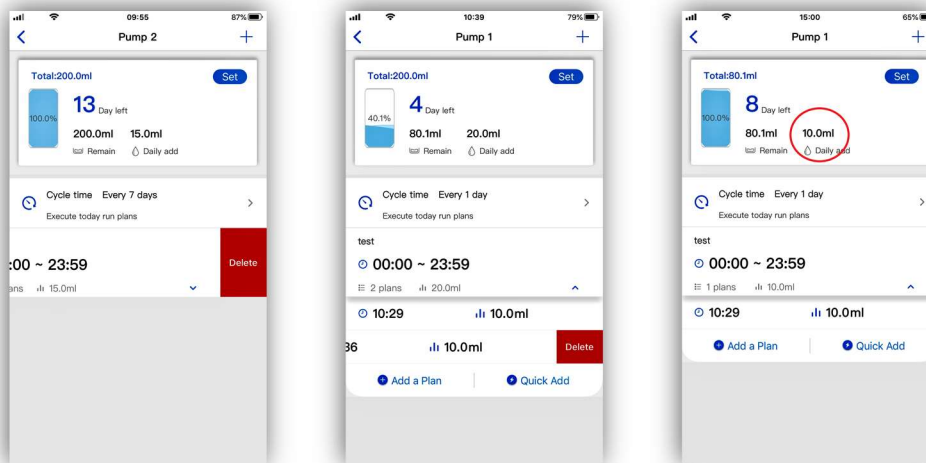 09:55
87%
Pump 2
Total:200.0ml
Set
100.0%
13 Day left
200.0ml 15.0ml
Remain Daily add
Cycle time Every 7 days
Execute today run plans
:00 ~ 23:59
ans 15.0ml
Delete
10:39
79%
Pump 1
Total:200.0ml
Set
40.1%
4 Day left
80.1ml 20.0ml
Remain Daily add
Cycle time Every 1 day
Execute today run plans
test
00:00 ~ 23:59
2 plans 20.0ml
10:29 10.0ml
36 10.0ml
Delete
Add a Plan Quick Add
15:00
65%
Pump 1
Total:80.1ml
Set
100.0%
8 Day left
80.1ml 10.0ml
Remain Daily add
Cycle time Every 1 day
Execute today run plans
test
00:00 ~ 23:59
1 plans 10.0ml
10:29 10.0ml
Add a Plan Quick Add